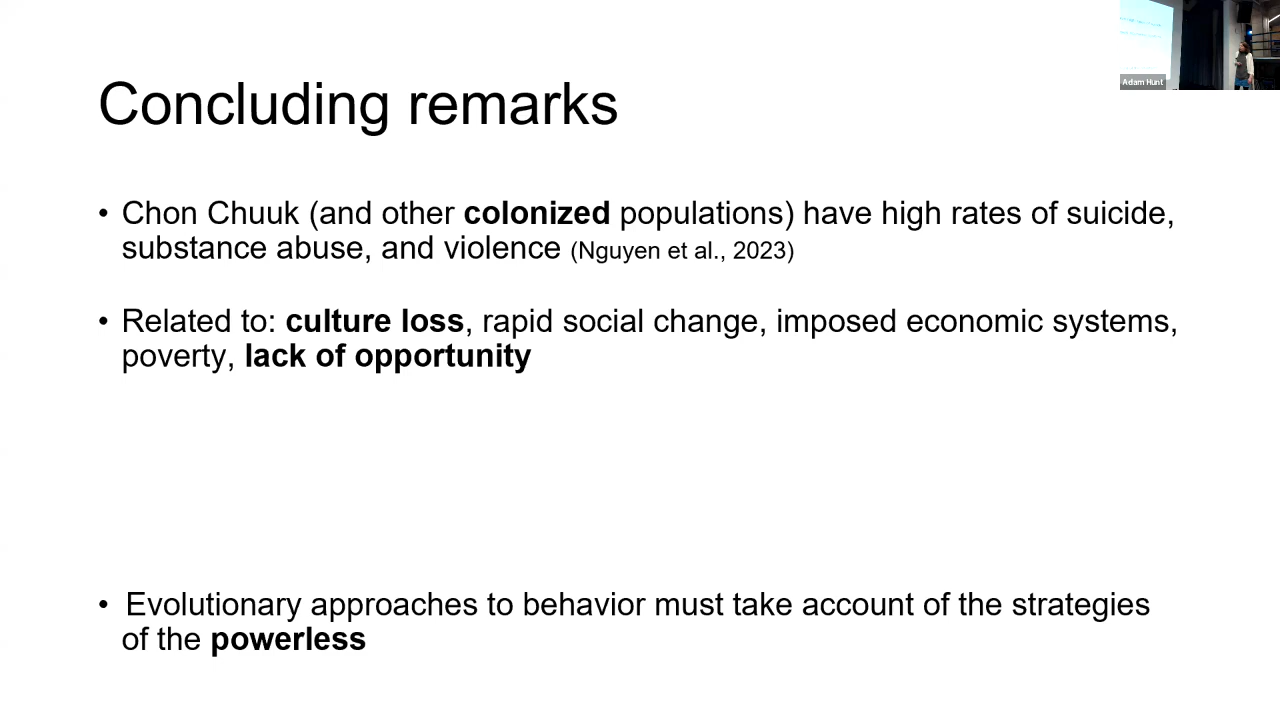 Adam Hunt
Concluding remarks
• Chon Chuuk (and other colonized populations) have high rates of suicide,
substance abuse, and violence (Nguyen et al., 2023)
• Related to: culture loss, rapid social change, imposed economic systems,
poverty, lack of opportunity
• Evolutionary approaches to behavior must take account of the strategies
of the powerless